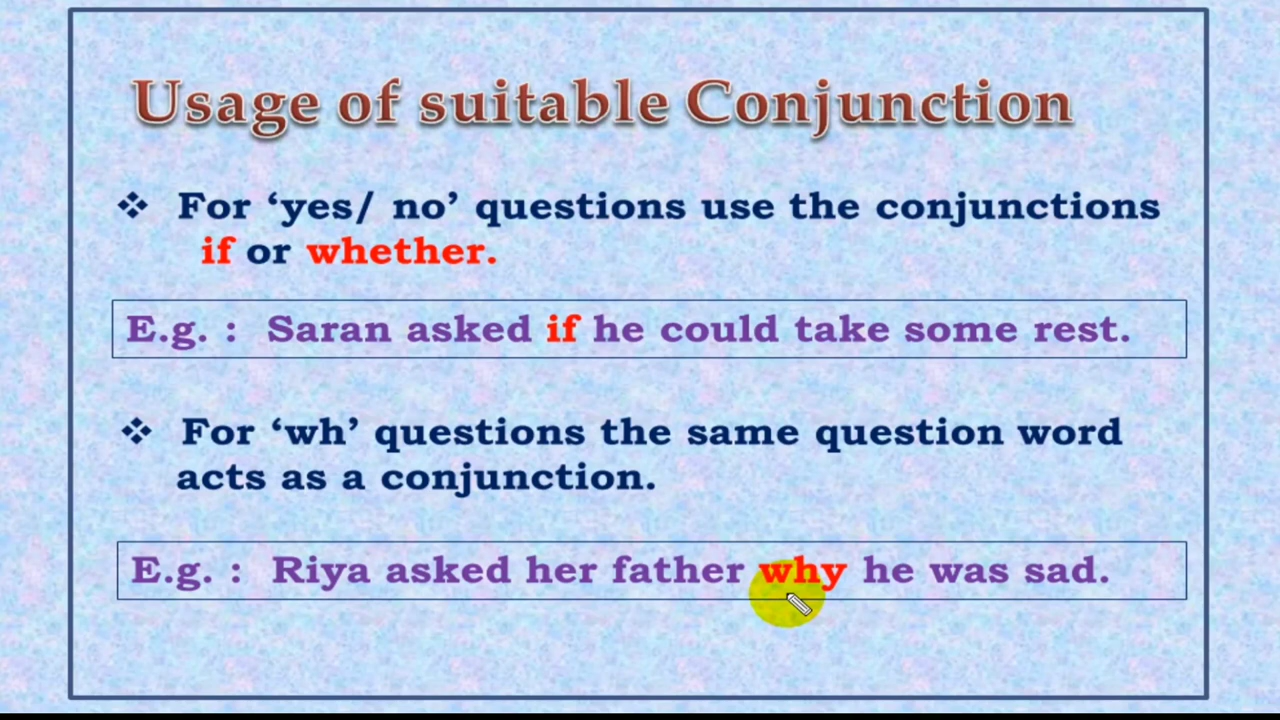 Usage of suitable Conjunction
❖ For ‘yes/ no’ questions use the conjunctions
if or whether.
E.g. : Saran asked if he could take some rest.
❖ For ‘wh’ questions the same question word
acts as a conjunction.
E.g. : Riya asked her father why he was sad.